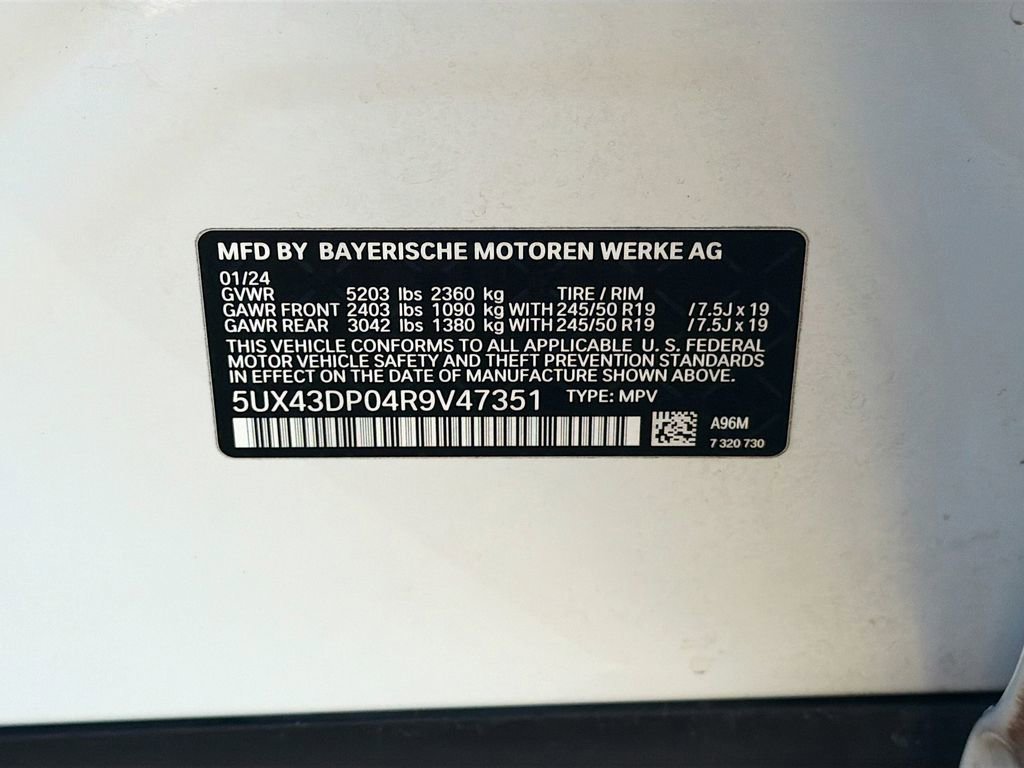 MFD BY BAYERISCHE MOTOREN WERKE AG
01/24
GVWR 5203 lbs 2360 kg TIRE / RIM
GAWR FRONT 2403 lbs 1090 kg WITH 245/50 R19 /7.5J x 19
GAWR REAR 3042 lbs 1380 kg WITH 245/50 R19 /7.5J x 19
THIS VEHICLE CONFORMS TO ALL APPLICABLE U. S. FEDERAL
MOTOR VEHICLE SAFETY AND THEFT PREVENTION STANDARDS
IN EFFECT ON THE DATE OF MANUFACTURE SHOWN ABOVE.
5UX43DP04R9V47351 TYPE: MPV
A96M
7 320 730